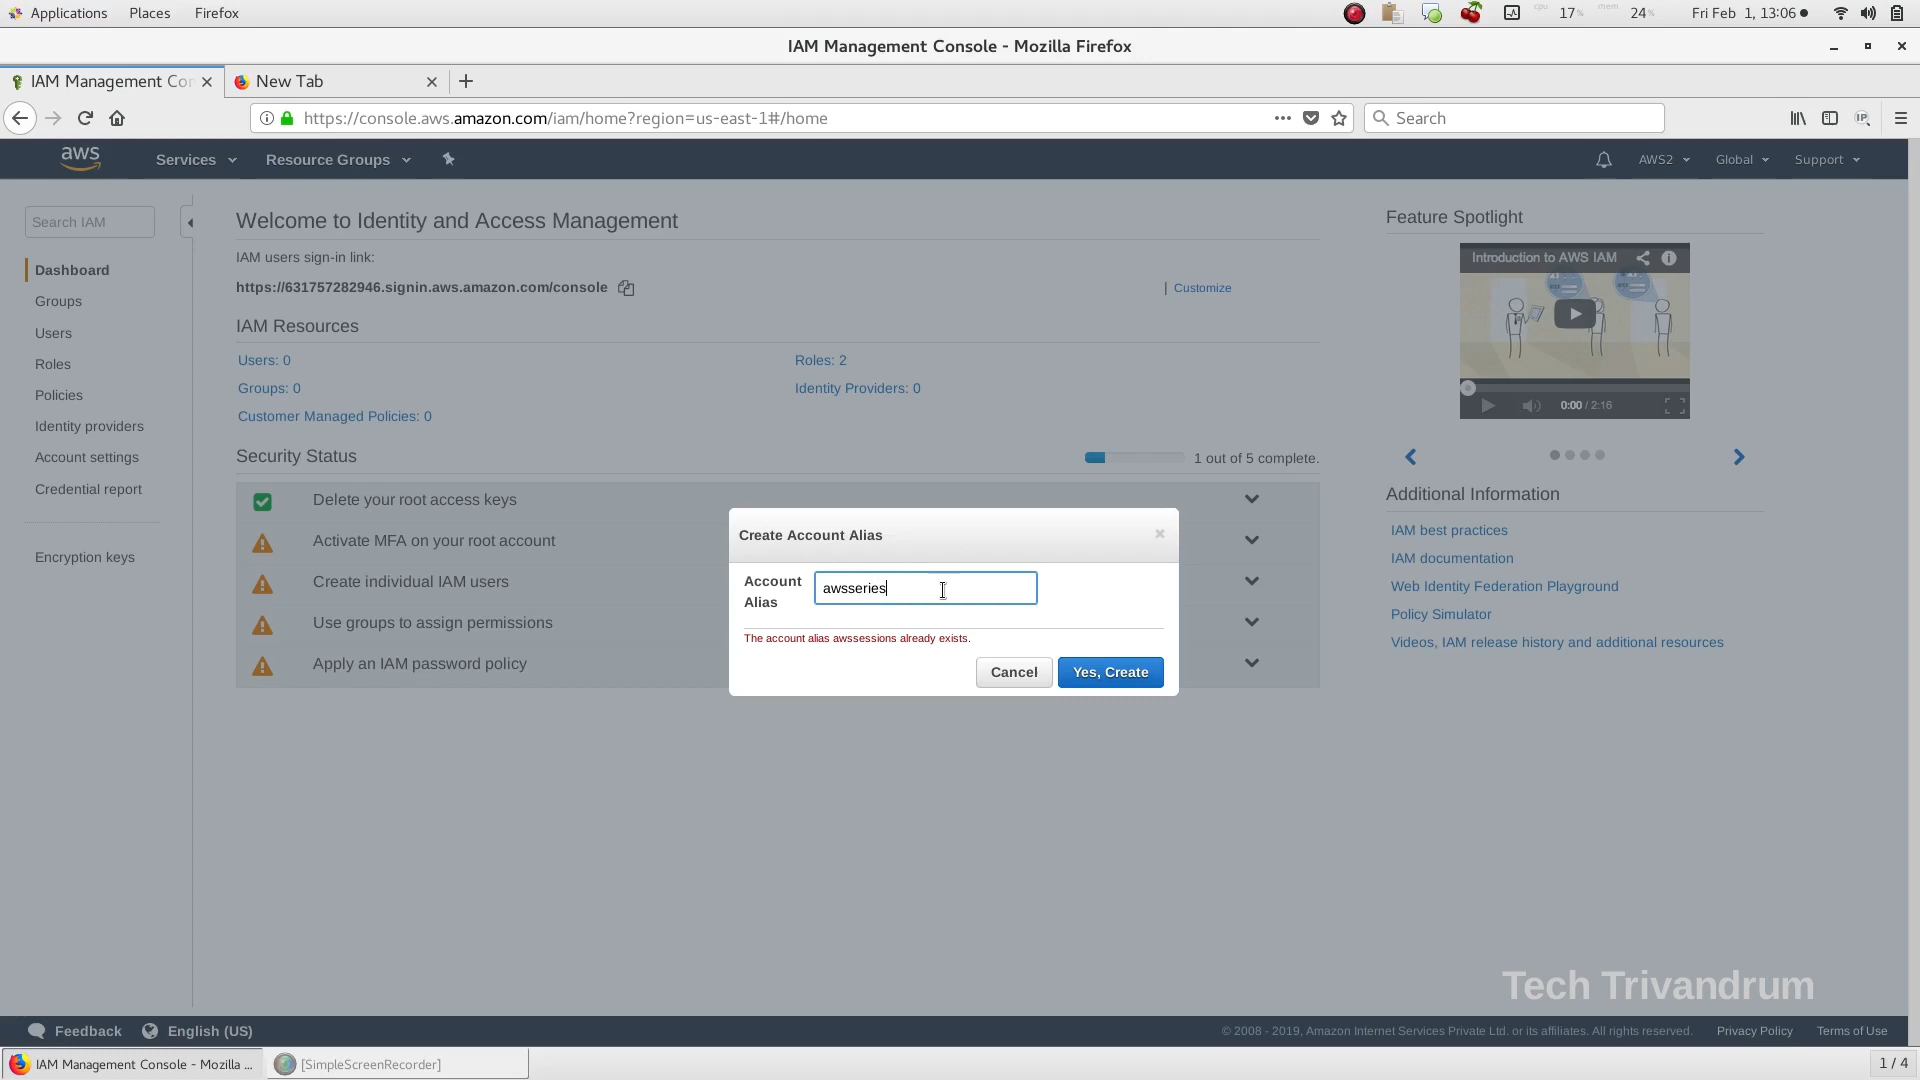 Applications Places Firefox
cpu 17% mem 24% Fri Feb 1, 13:06
IAM Management Console - Mozilla Firefox
IAM Management Con New Tab
https://console.aws.amazon.com/iam/home?region=us-east-1#/home Search IP
aws Services Resource Groups AWS2 Global Support
Search IAM
Dashboard
Groups
Users
Roles
Policies
Identity providers
Account settings
Credential report
Encryption keys
Welcome to Identity and Access Management
IAM users sign-in link:
https://631757282946.signin.aws.amazon.com/console | Customize
IAM Resources
Users: 0 Roles: 2
Groups: 0 Identity Providers: 0
Customer Managed Policies: 0
Security Status 1 out of 5 complete.
Delete your root access keys
Activate MFA on your root account
Create individual IAM users
Use groups to assign permissions
Apply an IAM password policy
Create Account Alias ×
Account Alias awsseries
The account alias awssessions already exists.
Cancel Yes, Create
Feature Spotlight
Introduction to AWS IAM
0:00 / 2:16
Additional Information
IAM best practices
IAM documentation
Web Identity Federation Playground
Policy Simulator
Videos, IAM release history and additional resources
Tech Trivandrum
Feedback English (US) © 2008 - 2019, Amazon Internet Services Private Ltd. or its affiliates. All rights reserved. Privacy Policy Terms of Use
IAM Management Console - Mozilla ... [SimpleScreenRecorder] 1 / 4